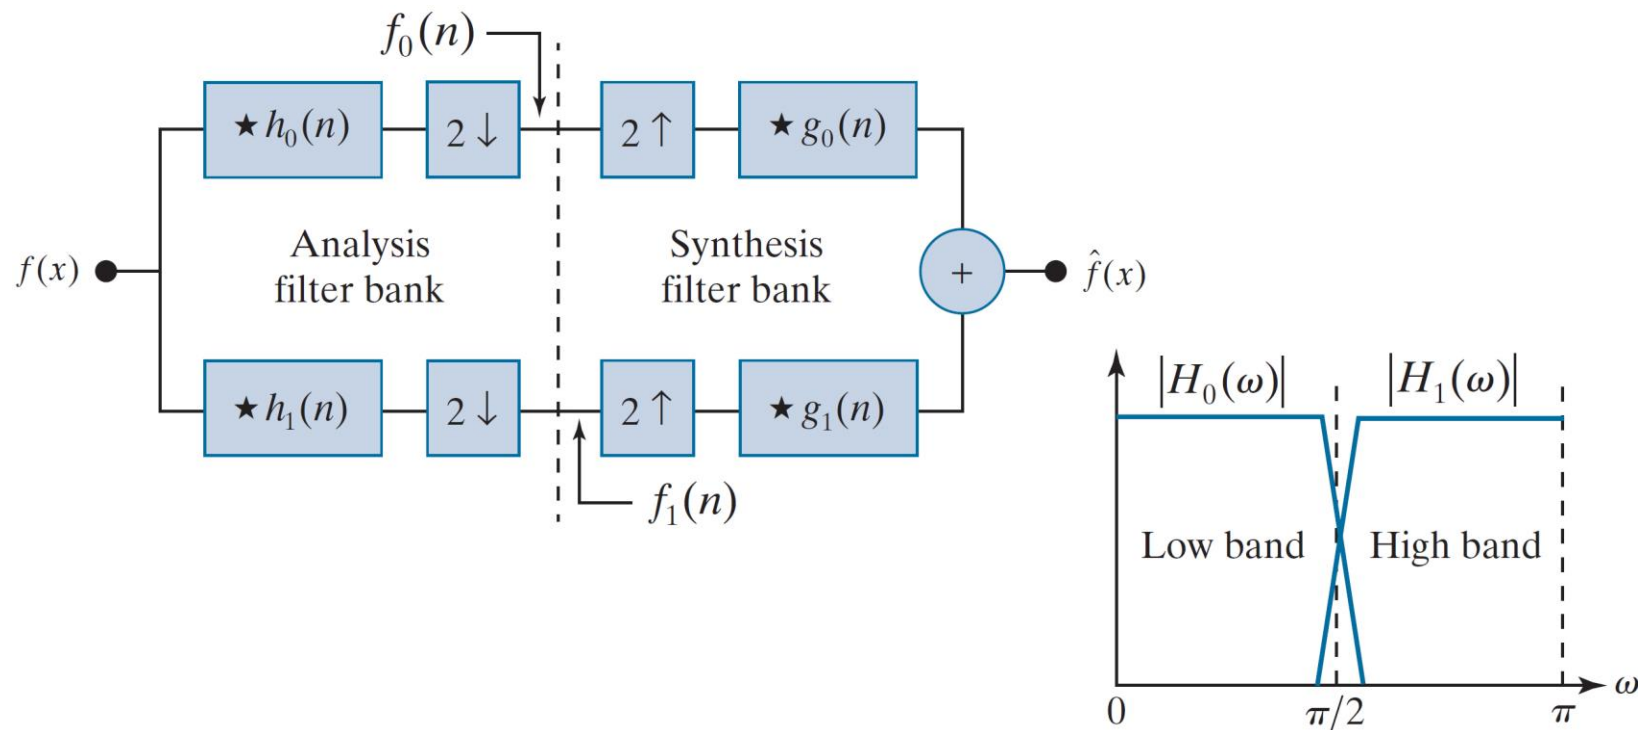 f₀(n)
★ h₀(n)
2 ↓
2 ↑
★ g₀(n)
Analysis
filter bank
Synthesis
filter bank
f(x)
+
f̂(x)
★ h₁(n)
2 ↓
2 ↑
★ g₁(n)
f₁(n)
|H₀(ω)|
|H₁(ω)|
Low band
High band
0
π/2
π
ω